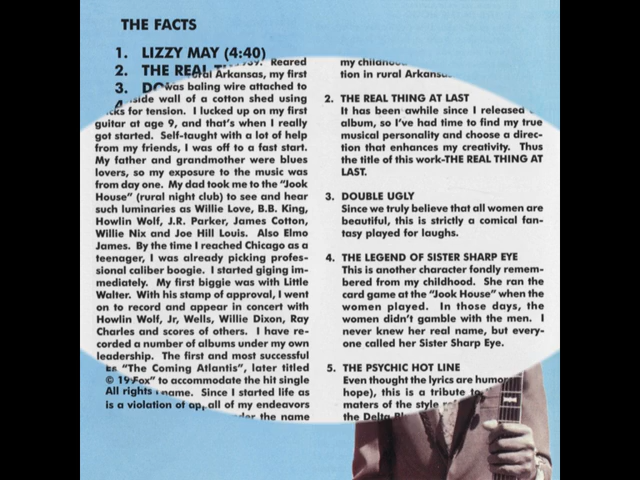 THE FACTS
1. LIZZY MAY (4:40)
2. THE REAL
3.
Reared
Arkansas, my first
was baling wire attached to
side wall of a cotton shed using
for tension. I lucked up on my first
guitar at age 9, and that's when I really
got started. Self-taught with a lot of help
from my friends, I was off to a fast start.
My father and grandmother were blues
lovers, so my exposure to the music was
from day one. My dad took me to the "Jook
House" (rural night club) to see and hear
such luminaries as Willie Love, B.B. King,
Howlin Wolf, J.R. Parker, James Cotton,
Willie Nix and Joe Hill Louis. Also Elmo
James. By the time I reached Chicago as a
teenager, I was already picking profes-
sional caliber boogie. I started giging im-
mediately. My first biggie was with Little
Walter. With his stamp of approval, I went
on to record and appear in concert with
Howlin Wolf, Jr, Wells, Willie Dixon, Ray
Charles and scores of others. I have re-
corded a number of albums under my own
leadership. The first and most successful
"The Coming Atlantis", later titled
© 19 Fox" to accommodate the hit single
All rights name. Since I started life as
is a violation of ap all of my endeavors
the name
my
tion in rural
2. THE REAL THING AT LAST
It has been awhile since I released
album, so I've had time to find my true
musical personality and choose a direc-
tion that enhances my creativity. Thus
the title of this work-THE REAL THING AT
LAST.
3. DOUBLE UGLY
Since we truly believe that all women are
beautiful, this is strictly a comical fan-
tasy played for laughs.
4. THE LEGEND OF SISTER SHARP EYE
This is another character fondly remem-
bered from my childhood. She ran the
card game at the "Jook House" when the
women played. In those days, the
women didn't gamble with the men. I
never knew her real name, but every-
one called her Sister Sharp Eye.
5. THE PSYCHIC HOT LINE
Even thought the lyrics are
hope), this is a tribute to
maters of the style
the Delta